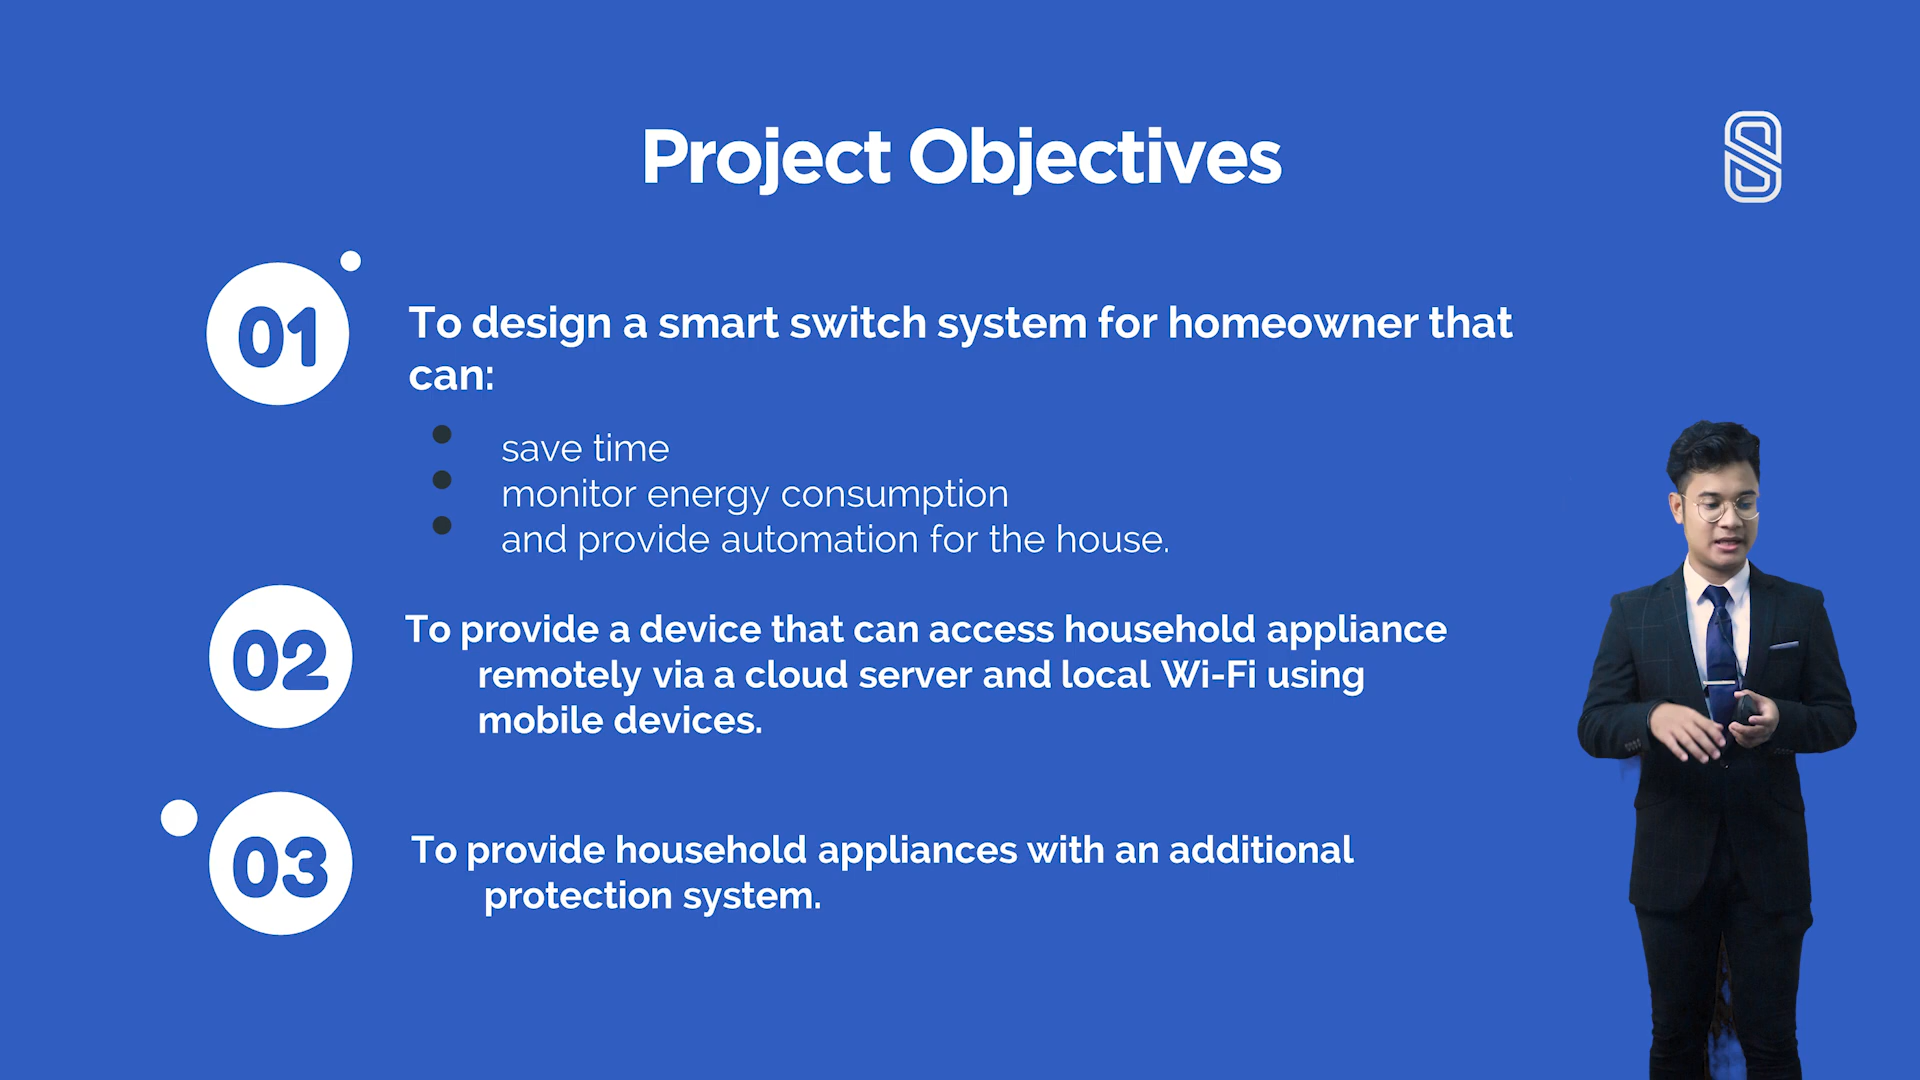 Project Objectives
01
To design a smart switch system for homeowner that
can:
save time
monitor energy consumption
and provide automation for the house.
02
To provide a device that can access household appliance
remotely via a cloud server and local Wi-Fi using
mobile devices.
03
To provide household appliances with an additional
protection system.